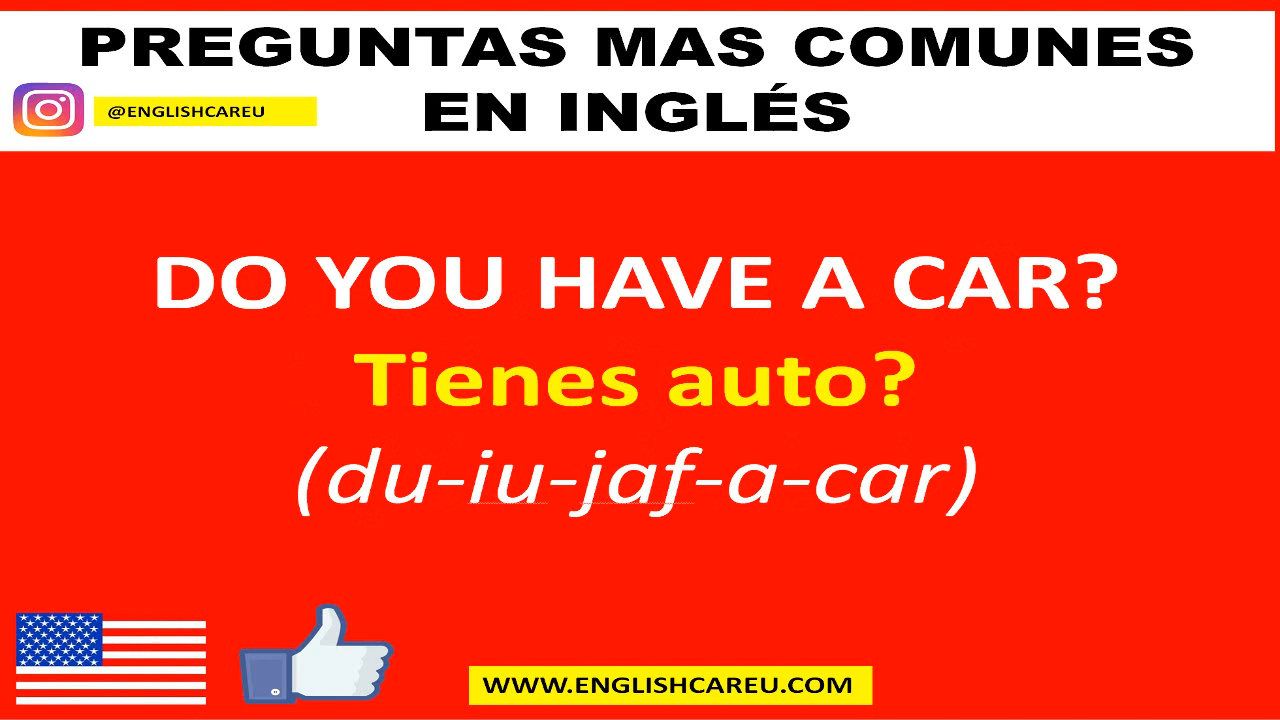 PREGUNTAS MAS COMUNES
EN INGLÉS
@ENGLISHCAREU
DO YOU HAVE A CAR?
Tienes auto?
(du-iu-jaf-a-car)
WWW.ENGLISHCAREU.COM